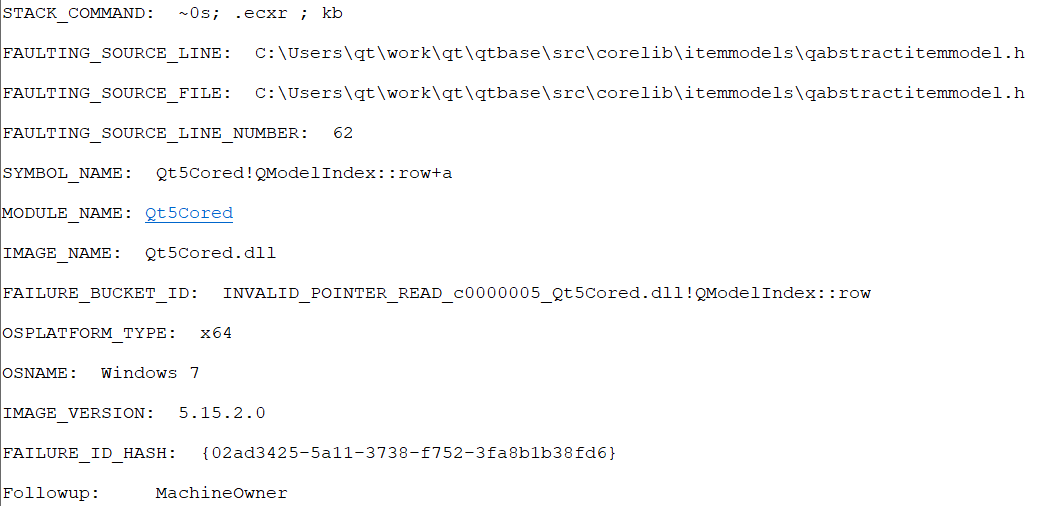 STACK_COMMAND:  ~0s; .ecxr ; kb
FAULTING_SOURCE_LINE:  C:\Users\qt\work\qt\qtbase\src\corelib\itemmodels\qabstractitemmodel.h
FAULTING_SOURCE_FILE:  C:\Users\qt\work\qt\qtbase\src\corelib\itemmodels\qabstractitemmodel.h
FAULTING_SOURCE_LINE_NUMBER:  62
SYMBOL_NAME:  Qt5Cored!QModelIndex::row+a
MODULE_NAME: Qt5Cored
IMAGE_NAME:  Qt5Cored.dll
FAILURE_BUCKET_ID:  INVALID_POINTER_READ_c0000005_Qt5Cored.dll!QModelIndex::row
OSPLATFORM_TYPE:  x64
OSNAME:  Windows 7
IMAGE_VERSION:  5.15.2.0
FAILURE_ID_HASH:  {02ad3425-5a11-3738-f752-3fa8b1b38fd6}
Followup:     MachineOwner